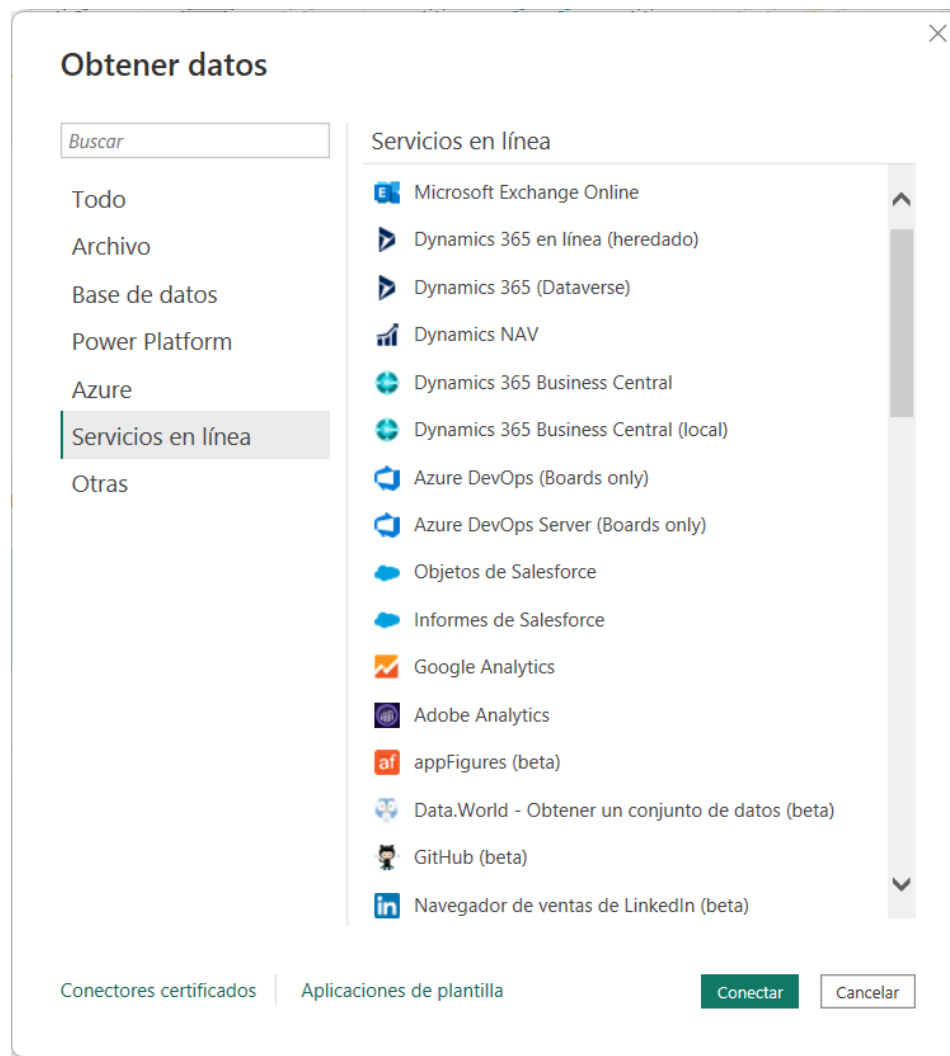 Obtener datos
Buscar
Todo
Archivo
Base de datos
Power Platform
Azure
Servicios en línea
Otras
Servicios en línea
Microsoft Exchange Online
Dynamics 365 en línea (heredado)
Dynamics 365 (Dataverse)
Dynamics NAV
Dynamics 365 Business Central
Dynamics 365 Business Central (local)
Azure DevOps (Boards only)
Azure DevOps Server (Boards only)
Objetos de Salesforce
Informes de Salesforce
Google Analytics
Adobe Analytics
af appFigures (beta)
Data.World - Obtener un conjunto de datos (beta)
GitHub (beta)
in Navegador de ventas de LinkedIn (beta)
Conectores certificados
Aplicaciones de plantilla
Conectar
Cancelar